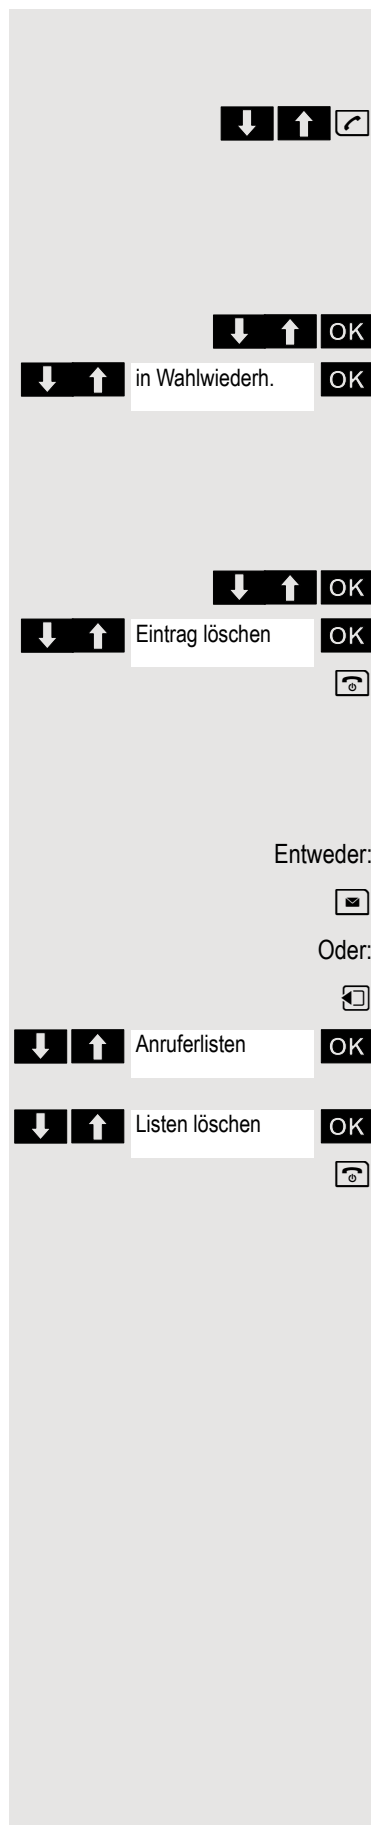 OK
in Wahlwiederh. OK
OK
Eintrag löschen OK
Entweder:
Oder:
Anruferlisten OK
Listen löschen OK